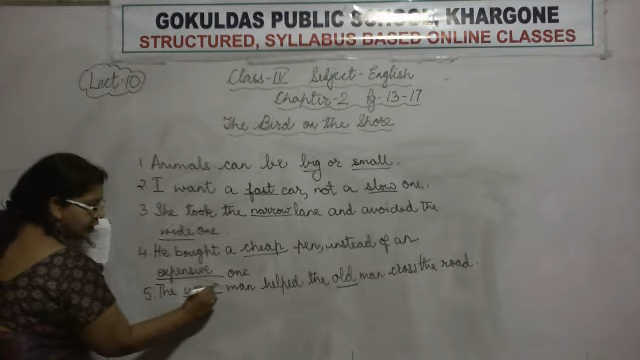 GOKULDAS PUBLIC SCHOOL, KHARGONE
STRUCTURED, SYLLABUS BASED ONLINE CLASSES
Lect-10
Class-IV Subject-English
Chapter-2 Pg-13-17
The Bird on the Shore
1. Animals can be big or small.
2. I want a fast car, not a slow one.
3. She took the narrow lane and avoided the
wide one.
4. He bought a cheap pen, instead of an
expensive one
5. The man helped the old man cross the road.